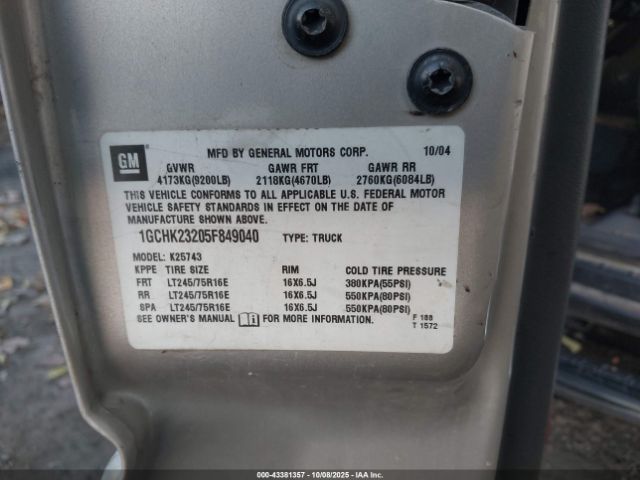 GM
MFD BY GENERAL MOTORS CORP. 10/04
GVWR GAWR FRT GAWR RR
4173KG(9200LB) 2118KG(4670LB) 2760KG(6084LB)
THIS VEHICLE CONFORMS TO ALL APPLICABLE U.S. FEDERAL MOTOR
VEHICLE SAFETY STANDARDS IN EFFECT ON THE DATE OF
MANUFACTURE SHOWN ABOVE.
1GCHK23205F849040 TYPE: TRUCK
MODEL: K25743
KPPE TIRE SIZE RIM COLD TIRE PRESSURE
FRT LT245/75R16E 16X6.5J 380KPA(55PSI)
RR LT245/75R16E 16X6.5J 550KPA(80PSI)
SPA LT245/75R16E 16X6.5J 550KPA(80PSI)
SEE OWNER'S MANUAL FOR MORE INFORMATION.
F 188
T 1572
© - 43381357 - 10/08/2025 - IAAI.COM